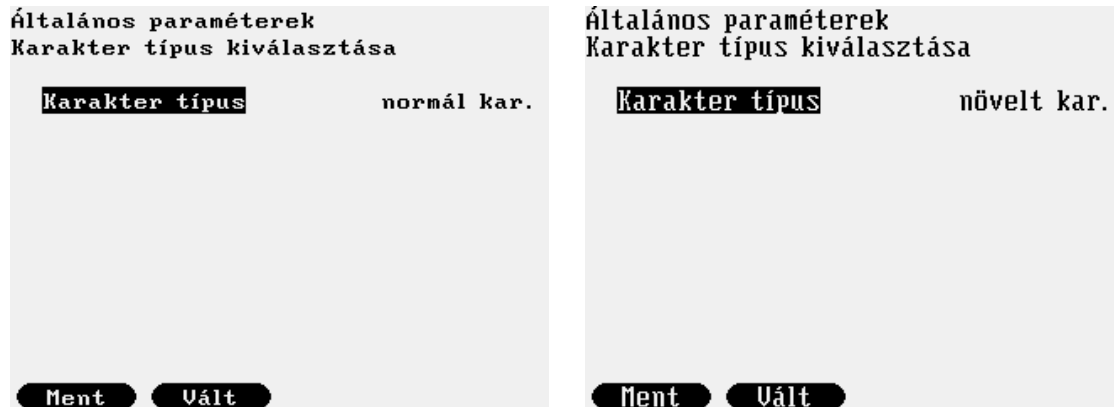 Általános paraméterek
Karakter típus kiválasztása
Karakter típus normál kar.
Ment Vált
Általános paraméterek
Karakter típus kiválasztása
Karakter típus növelt kar.
Ment Vált